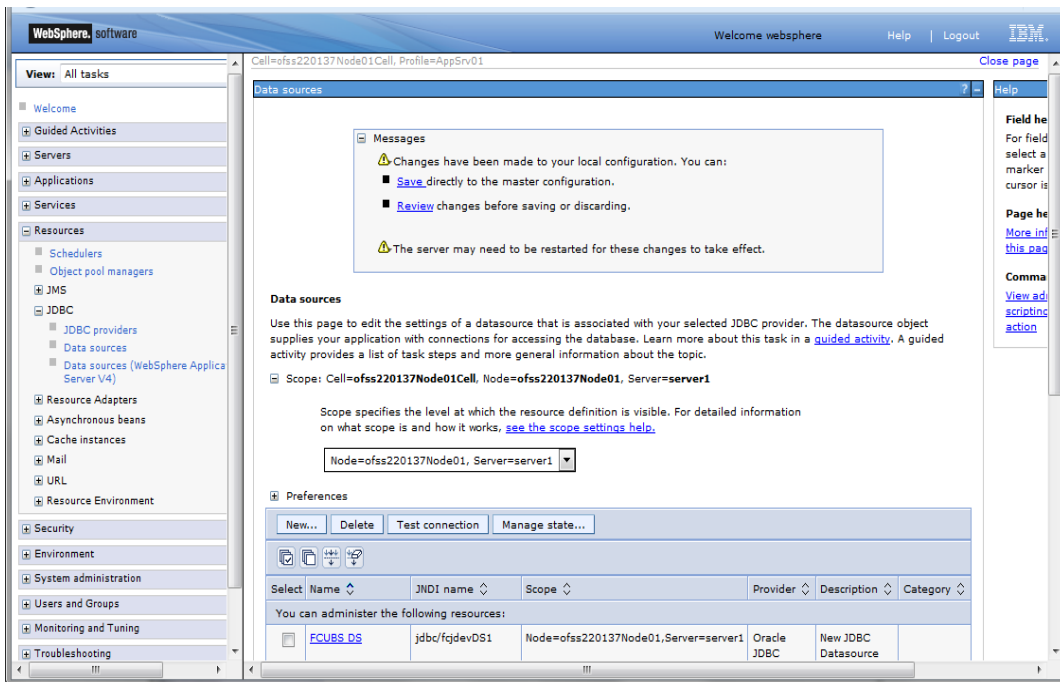 WebSphere. software
Welcome websphere Help | Logout IBM.
View: All tasks
Welcome
Guided Activities
Servers
Applications
Services
Resources
Schedulers
Object pool managers
JMS
JDBC
JDBC providers
Data sources
Data sources (WebSphere Applica
Server V4)
Resource Adapters
Asynchronous beans
Cache instances
Mail
URL
Resource Environment
Security
Environment
System administration
Users and Groups
Monitoring and Tuning
Troubleshooting
Cell=ofss220137Node01Cell, Profile=AppSrv01 Close page
Data sources ? –
Messages
Changes have been made to your local configuration. You can:
Save directly to the master configuration.
Review changes before saving or discarding.
The server may need to be restarted for these changes to take effect.
Data sources
Use this page to edit the settings of a datasource that is associated with your selected JDBC provider. The datasource object
supplies your application with connections for accessing the database. Learn more about this task in a guided activity. A guided
activity provides a list of task steps and more general information about the topic.
Scope: Cell=ofss220137Node01Cell, Node=ofss220137Node01, Server=server1
Scope specifies the level at which the resource definition is visible. For detailed information
on what scope is and how it works, see the scope settings help.
Node=ofss220137Node01, Server=server1
Preferences
New... Delete Test connection Manage state...
Select Name JNDI name Scope Provider Description Category
You can administer the following resources:
FCUBS DS jdbc/fcjdevDS1 Node=ofss220137Node01,Server=server1 Oracle New JDBC
JDBC Datasource
Help
Field he
For field
select a
marker
cursor is
Page he
More inf
this pag
Comma
View adi
scripting
action